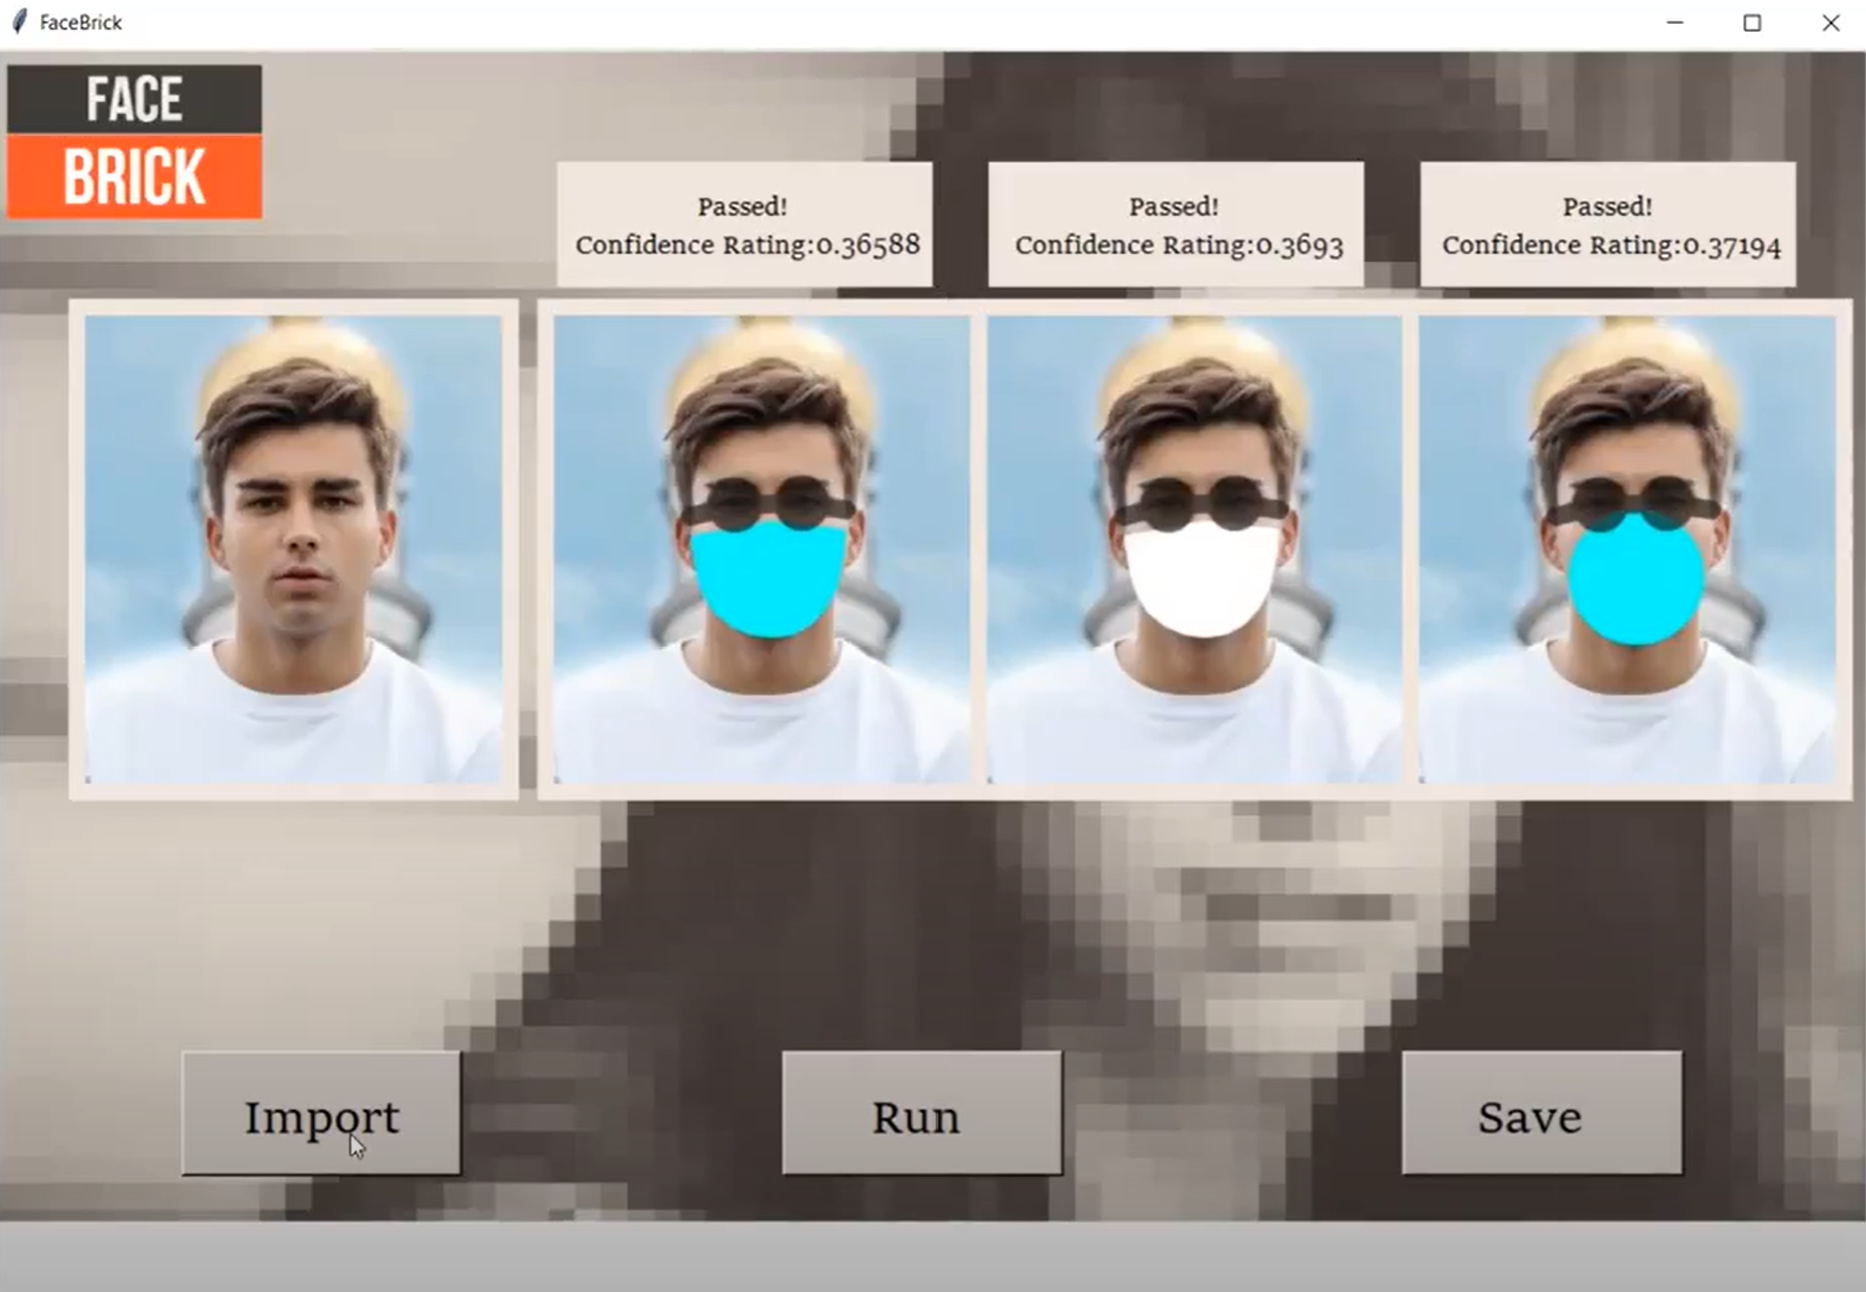 FaceBrick
FACE
BRICK
Passed!
Confidence Rating:0.36588
Passed!
Confidence Rating:0.3693
Passed!
Confidence Rating:0.37194
Import
Run
Save